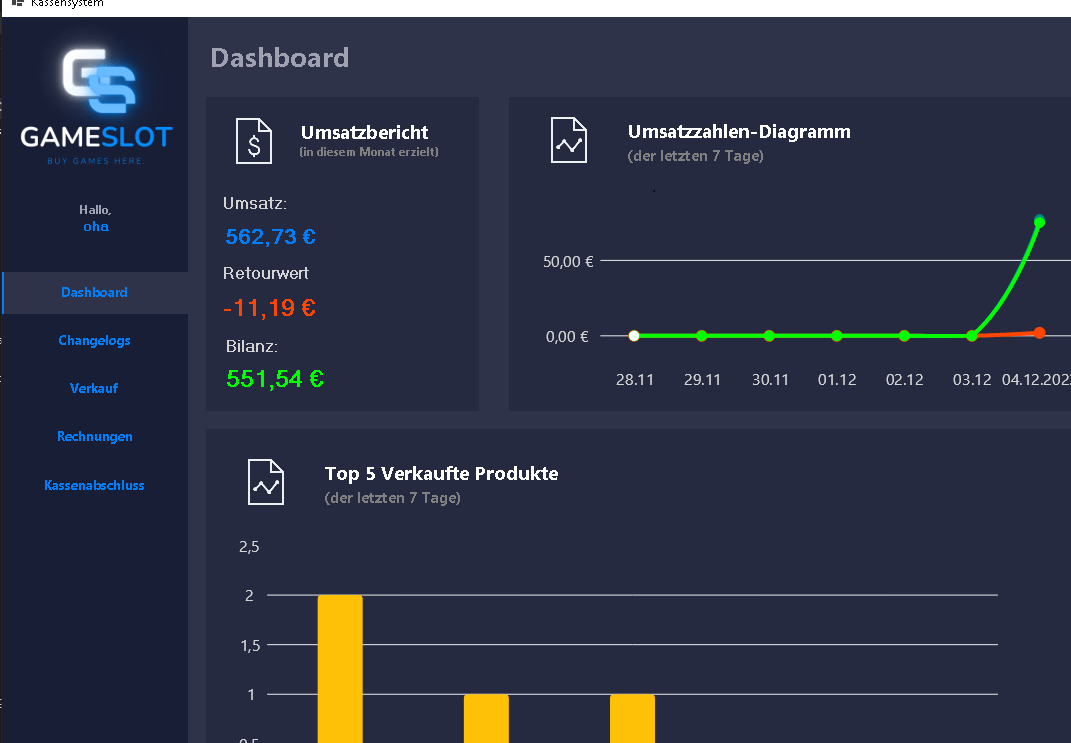 Kassensystem
GAMESLOT
BUY GAMES HERE.
Hallo,
oha
Dashboard
Changelogs
Verkauf
Rechnungen
Kassenabschluss
Dashboard
Umsatzbericht
(in diesem Monat erzielt)
Umsatz:
562,73 €
Retourwert
-11,19 €
Bilanz:
551,54 €
Umsatzzahlen-Diagramm
(der letzten 7 Tage)
50,00 €
0,00 €
28.11 29.11 30.11 01.12 02.12 03.12 04.12.202
Top 5 Verkaufte Produkte
(der letzten 7 Tage)
2,5
2
1,5
1
0,5